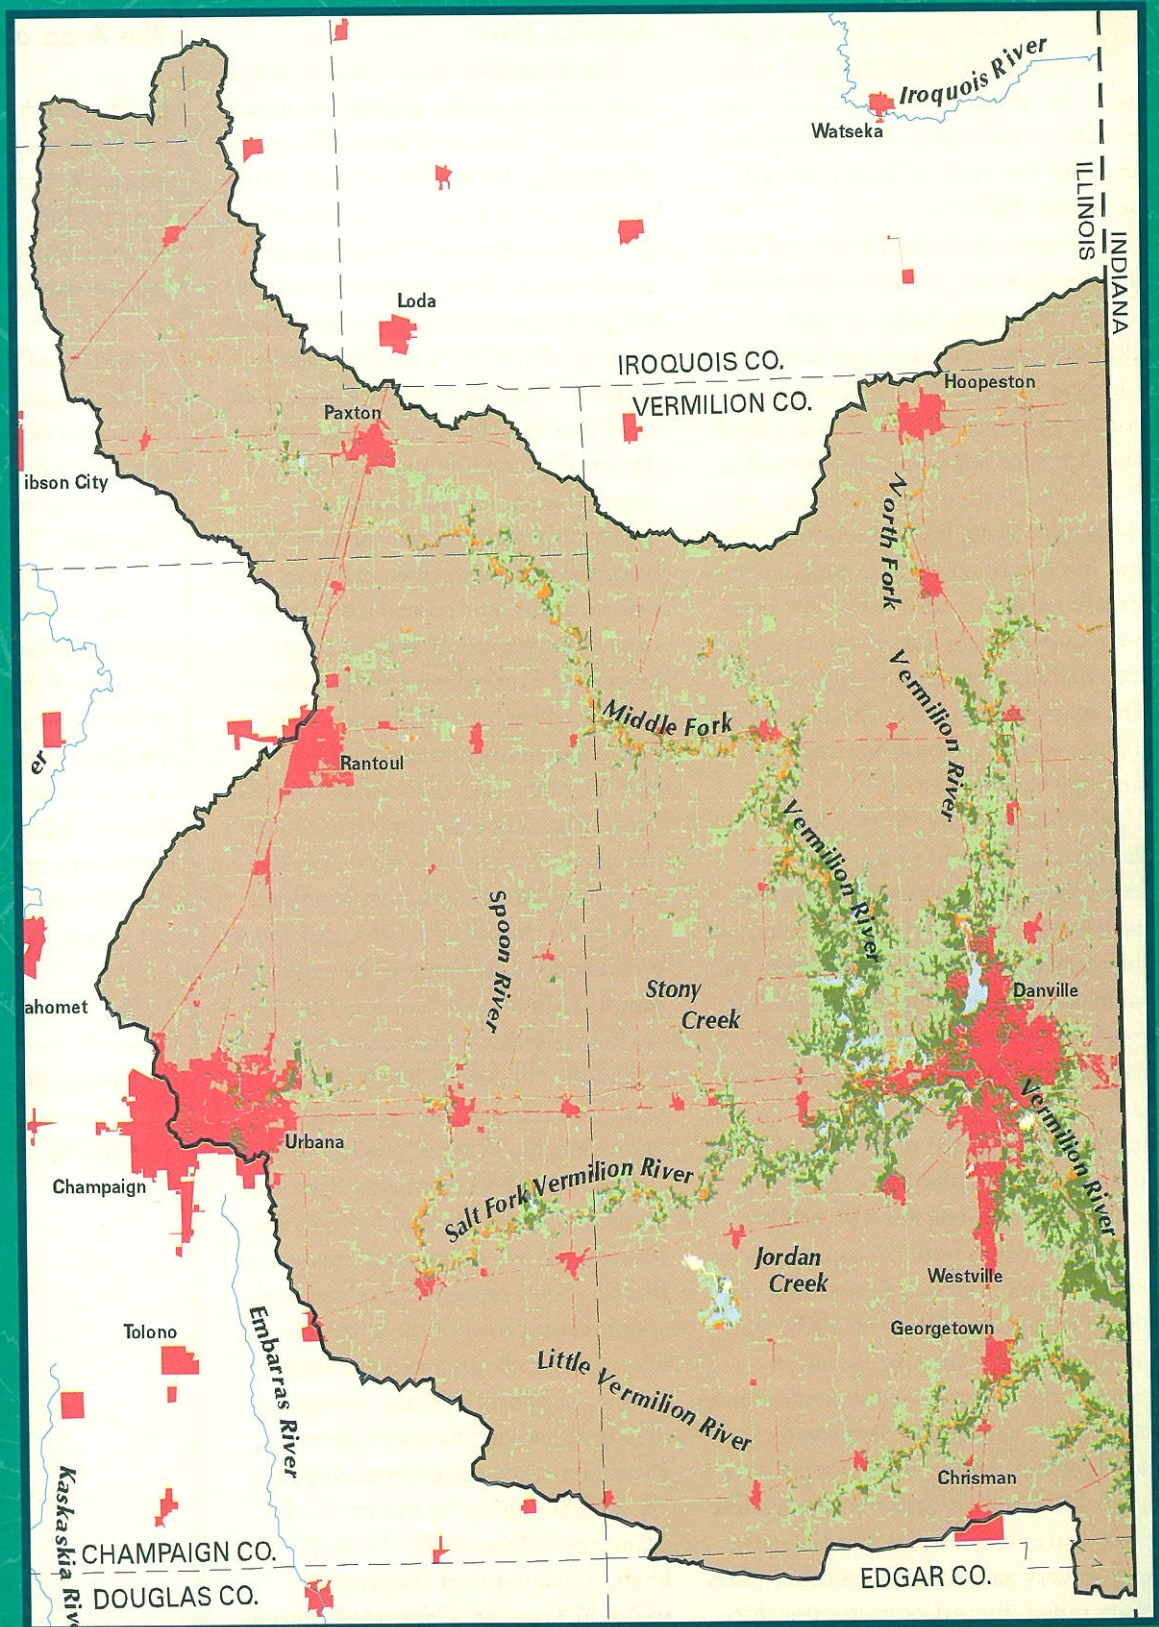 Iroquois River
Watseka
ILLINOIS
INDIANA
Loda
IROQUOIS CO.
VERMILION CO.
Hoopeston
Paxton
ibson City
North Fork
Vermilion River
Middle Fork
Vermilion River
er
Rantoul
Spoon River
Stony
Creek
Danville
ahomet
Vermilion River
Urbana
Champaign
Salt Fork Vermilion River
Jordan
Creek
Westville
Georgetown
Tolono
Embarras River
Little Vermilion River
Chrisman
Kaskaskia Rive
CHAMPAIGN CO.
DOUGLAS CO.
EDGAR CO.